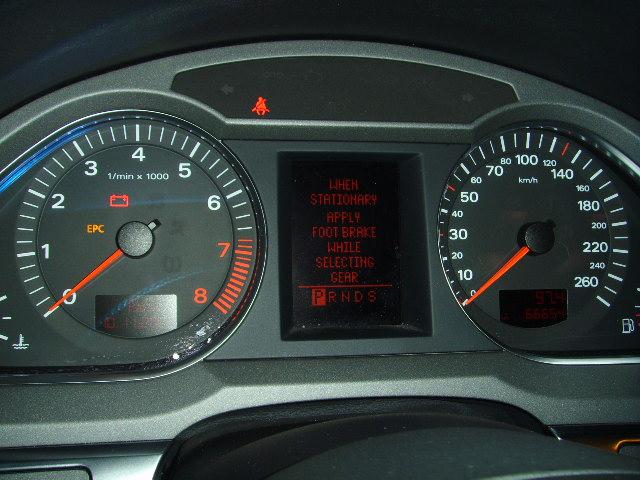 WHEN
STATIONARY
APPLY
FOOT BRAKE
WHILE
SELECTING
GEAR
P R N D S
1/min x 1000
EPC
0
1
2
3
4
5
6
7
8
km/h
0
10
30
50
60
70
80
100
120
140
160
180
200
220
240
260
97.4